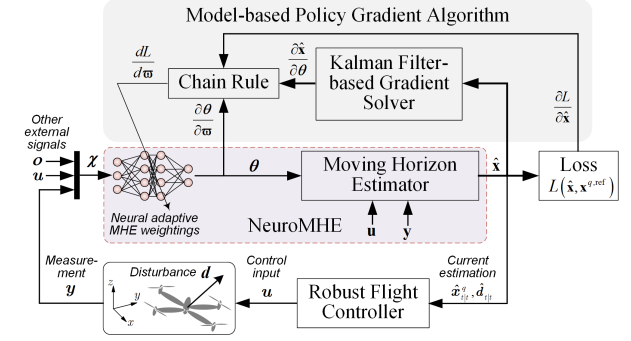 Model-based Policy Gradient Algorithm
dL
dϖ
Chain Rule
∂x̂
∂θ
Kalman Filter-
based Gradient
Solver
∂θ
∂ϖ
∂L
∂x̂
Other
external
signals
o
u
χ
θ
Moving Horizon
Estimator
x̂
Loss
L(x̂, x^{q,ref})
Neural adaptive
MHE weightings
NeuroMHE
u
y
Measure-
ment
y
Disturbance d
z
y
x
Control
input
u
Robust Flight
Controller
Current
estimation
x̂^q_{t|t}, d̂_{t|t}